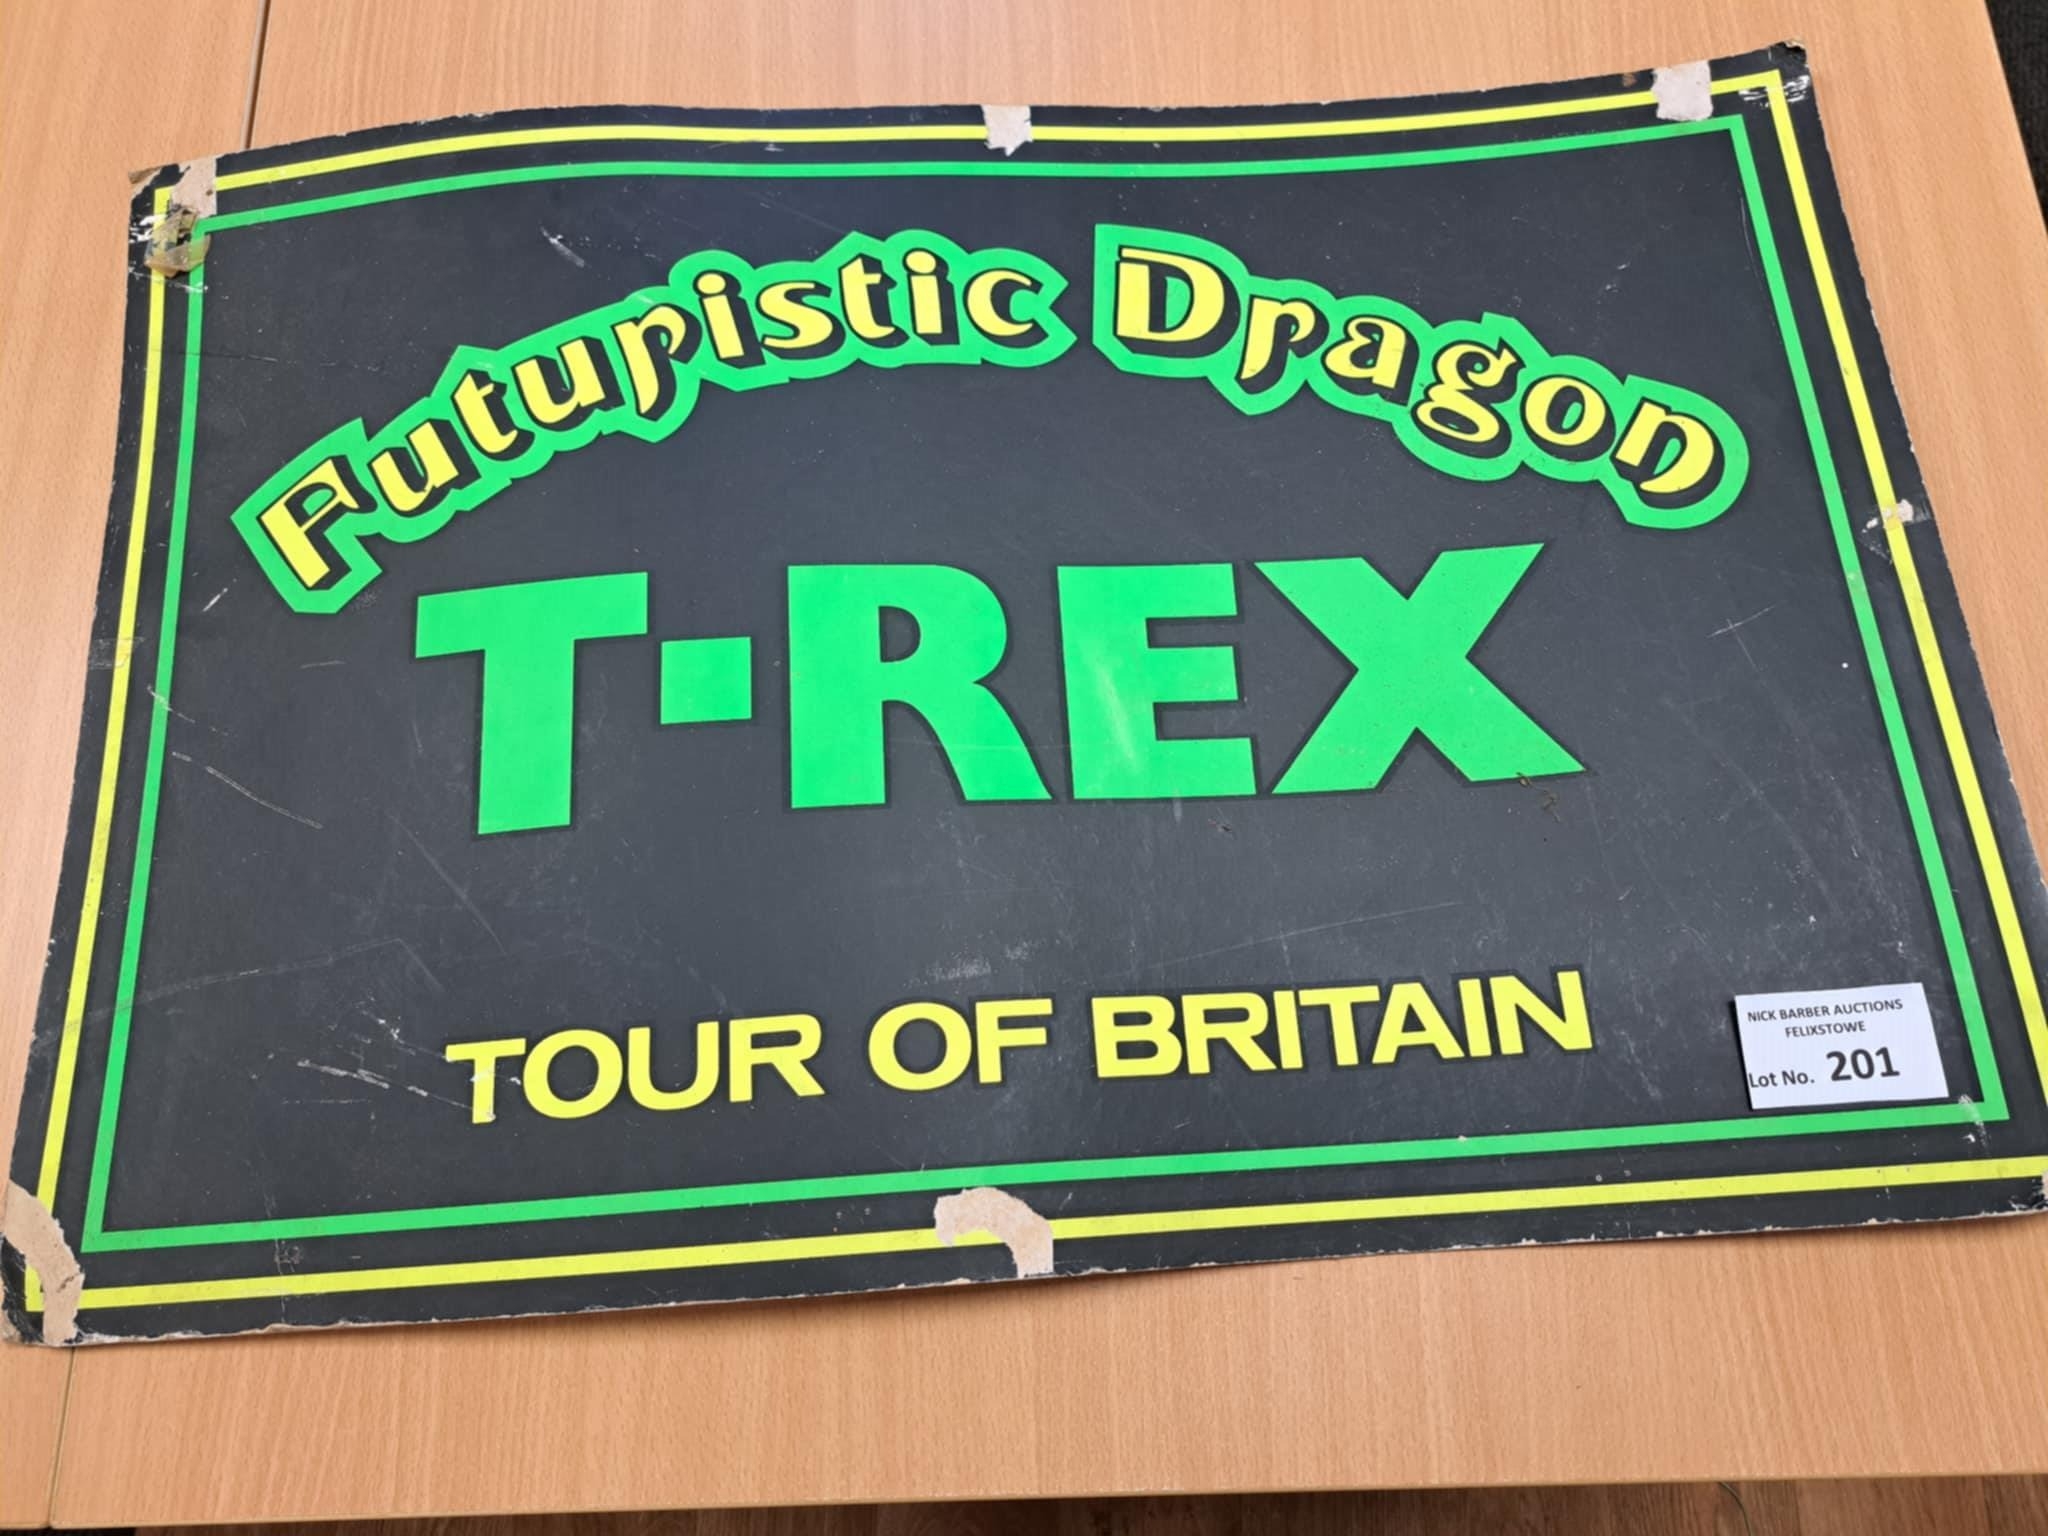 Futuristic Dragon
T-REX
TOUR OF BRITAIN
NICK BARBER AUCTIONS
FELIXSTOWE
Lot No. 201